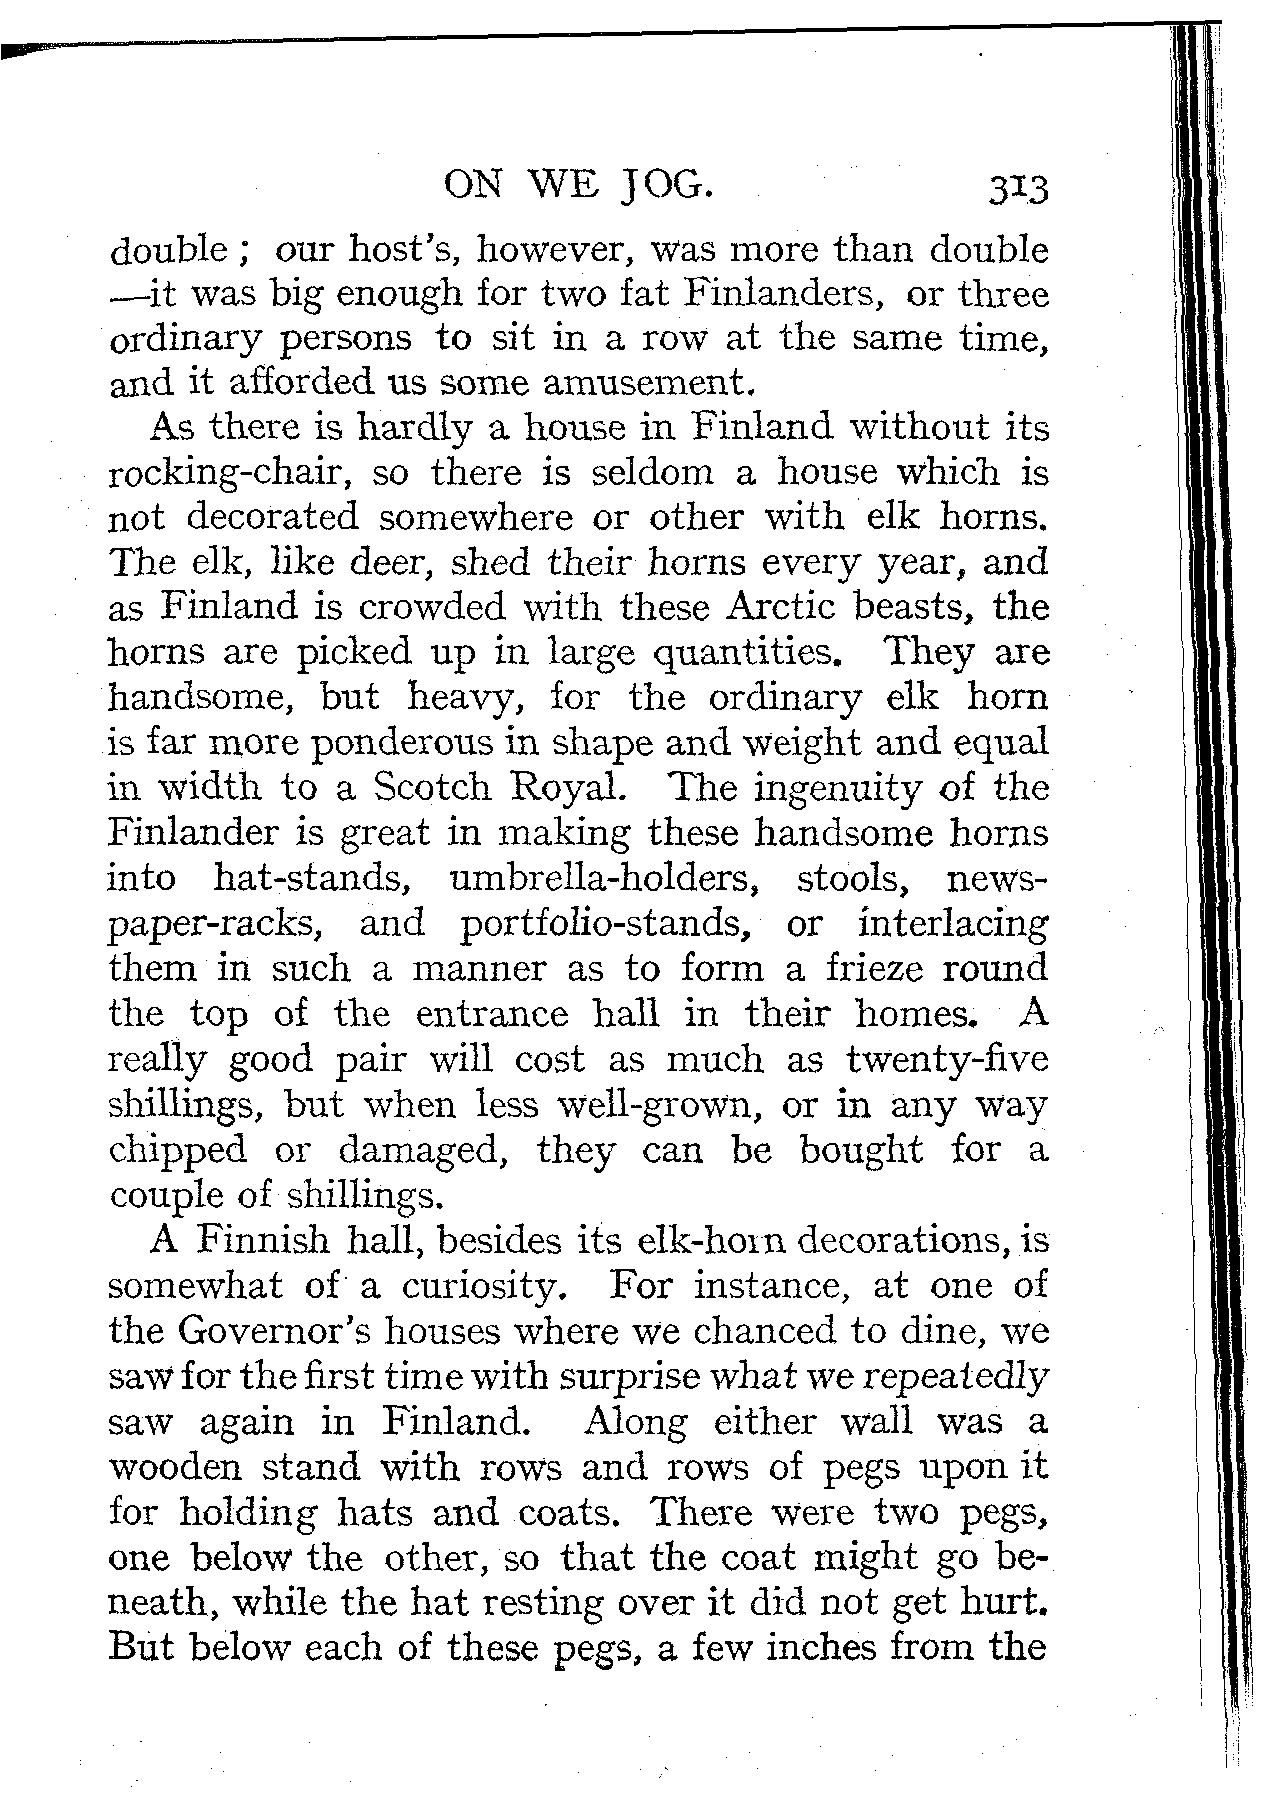 ON WE JOG. 313
double ; our host's, however, was more than double
—it was big enough for two fat Finlanders, or three
ordinary persons to sit in a row at the same time,
and it afforded us some amusement.
As there is hardly a house in Finland without its
rocking-chair, so there is seldom a house which is
not decorated somewhere or other with elk horns.
The elk, like deer, shed their horns every year, and
as Finland is crowded with these Arctic beasts, the
horns are picked up in large quantities. They are
handsome, but heavy, for the ordinary elk horn
is far more ponderous in shape and weight and equal
in width to a Scotch Royal. The ingenuity of the
Finlander is great in making these handsome horns
into hat-stands, umbrella-holders, stools, news-
paper-racks, and portfolio-stands, or interlacing
them in such a manner as to form a frieze round
the top of the entrance hall in their homes. A
really good pair will cost as much as twenty-five
shillings, but when less well-grown, or in any way
chipped or damaged, they can be bought for a
couple of shillings.
A Finnish hall, besides its elk-horn decorations, is
somewhat of a curiosity. For instance, at one of
the Governor's houses where we chanced to dine, we
saw for the first time with surprise what we repeatedly
saw again in Finland. Along either wall was a
wooden stand with rows and rows of pegs upon it
for holding hats and coats. There were two pegs,
one below the other, so that the coat might go be-
neath, while the hat resting over it did not get hurt.
But below each of these pegs, a few inches from the